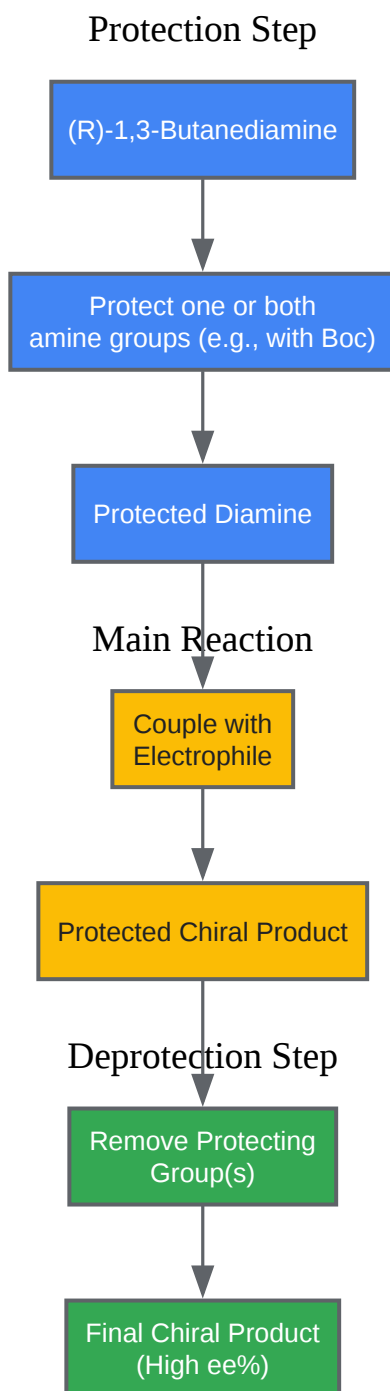 Protection Step
(R)-1,3-Butanediamine
Protect one or both
amine groups (e.g., with Boc)
Protected Diamine
Main Reaction
Couple with
Electrophile
Protected Chiral Product
Deprotection Step
Remove Protecting
Group(s)
Final Chiral Product
(High ee%)